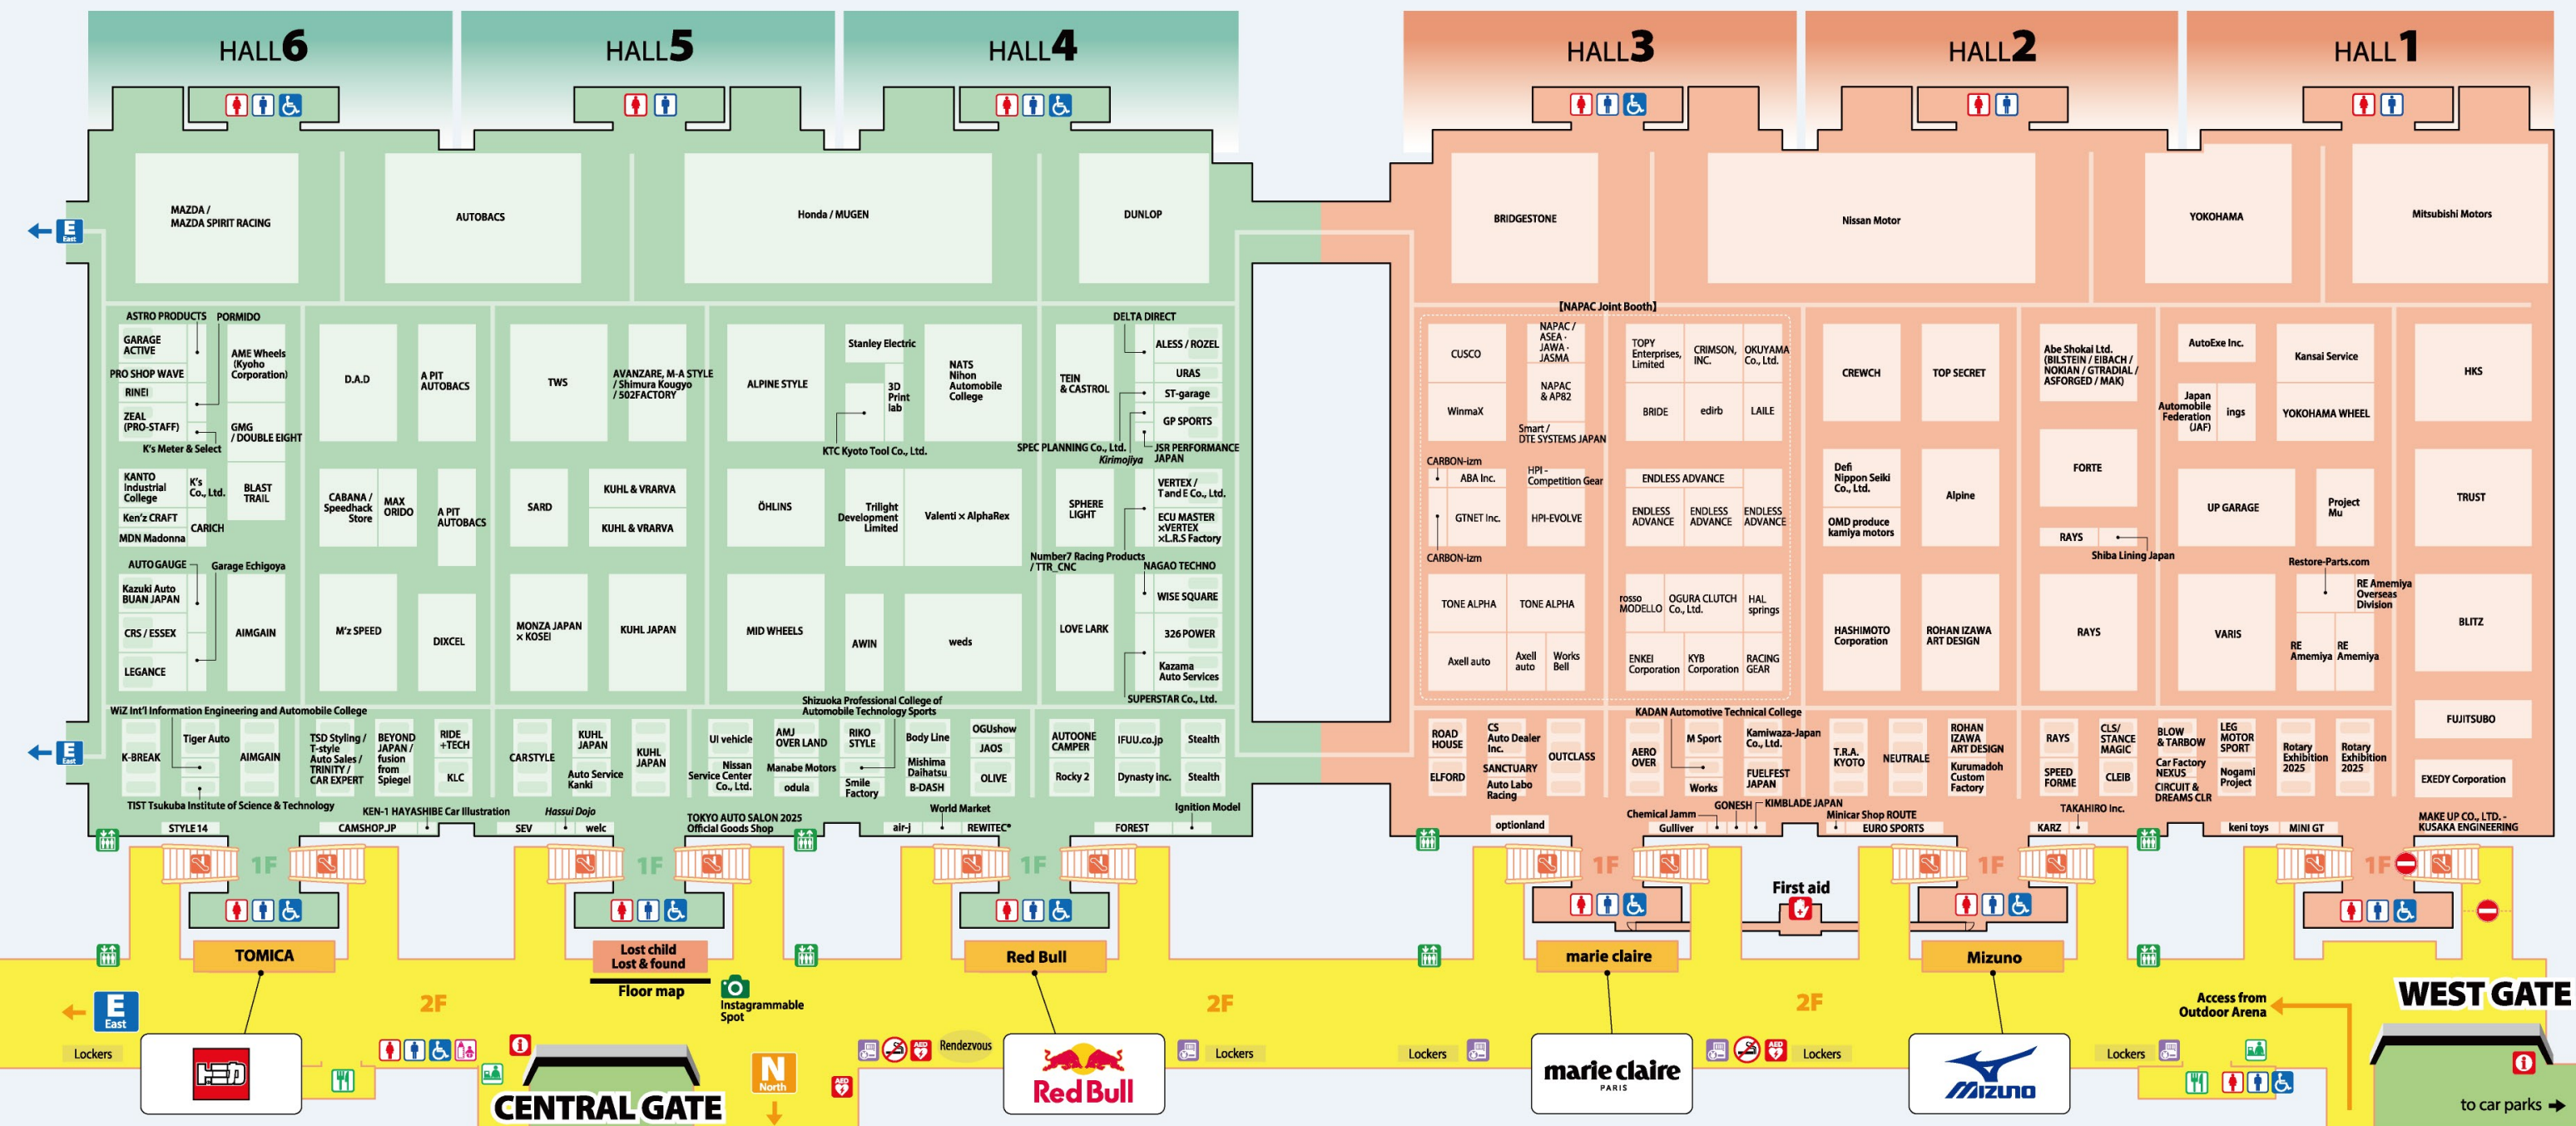 HALL6
HALL5
HALL4
HALL3
HALL2
HALL1
MAZDA /
MAZDA SPIRIT RACING
AUTOBACS
Honda / MUGEN
DUNLOP
BRIDGESTONE
Nissan Motor
YOKOHAMA
Mitsubishi Motors
E
East
ASTRO PRODUCTS
PORMIDO
GARAGE
ACTIVE
PRO SHOP WAVE
RINEI
ZEAL
(PRO-STAFF)
K's Meter & Select
AME Wheels
(Kyoho
Corporation)
GMG
/ DOUBLE EIGHT
D.A.D
A PIT
AUTOBACS
TWS
AVANZARE, M-A STYLE
/ Shimura Kougyo
/ 502FACTORY
ALPINE STYLE
Stanley Electric
3D
Print
lab
KTC Kyoto Tool Co., Ltd.
NATS
Nihon
Automobile
College
TEIN
& CASTROL
DELTA DIRECT
ALESS / ROZEL
URAS
ST-garage
GP SPORTS
SPEC PLANNING Co., Ltd.
Kirimojiya
JSR PERFORMANCE
JAPAN
KANTO
Industrial
College
K's
Co., Ltd.
Ken'z CRAFT
CARICH
MDN Madonna
BLAST
TRAIL
CABANA /
Speedhack
Store
MAX
ORIDO
A PIT
AUTOBACS
SARD
KUHL & VRARVA
KUHL & VRARVA
ÖHLINS
Trilight
Development
Limited
Valenti × AlphaRex
SPHERE
LIGHT
VERTEX /
T and E Co., Ltd.
ECU MASTER
×VERTEX
×L.R.S Factory
Number7 Racing Products
/ TTR_CNC
AUTO GAUGE
Garage Echigoya
Kazuki Auto
BUAN JAPAN
CRS / ESSEX
LEGANCE
AIMGAIN
M'z SPEED
DIXCEL
MONZA JAPAN
× KOSEI
KUHL JAPAN
MID WHEELS
AWIN
weds
LOVE LARK
NAGAO TECHNO
WISE SQUARE
326 POWER
Kazama
Auto Services
SUPERSTAR Co., Ltd.
WiZ Int'l Information Engineering and Automobile College
K-BREAK
Tiger Auto
AIMGAIN
TIST Tsukuba Institute of Science & Technology
TSD Styling /
T-style
Auto Sales /
TRINITY /
CAR EXPERT
BEYOND
JAPAN /
fusion
from
Spiegel
RIDE
+TECH
KLC
CARSTYLE
KUHL
JAPAN
Auto Service
Kanki
KUHL
JAPAN
UI vehicle
Nissan
Service Center
Co., Ltd.
AMJ
OVER LAND
Manabe Motors
odula
Shizuoka Professional College of
Automobile Technology Sports
RIKO
STYLE
Smile
Factory
Body Line
Mishima
Daihatsu
B-DASH
OGUshow
JAOS
OLIVE
AUTOONE
CAMPER
Rocky 2
IFUU.co.jp
Dynasty inc.
Stealth
Stealth
E
East
STYLE 14
KEN-1 HAYASHIBE Car Illustration
CAMSHOP.JP
Hassui Dojo
SEV
welc
TOKYO AUTO SALON 2025
Official Goods Shop
World Market
air-j
REWITEC®
FOREST
Ignition Model
【NAPAC Joint Booth】
CUSCO
WinmaX
NAPAC /
ASEA ·
JAWA ·
JASMA
NAPAC
& AP82
Smart /
DTE SYSTEMS JAPAN
TOPY
Enterprises,
Limited
CRIMSON,
INC.
OKUYAMA
Co., Ltd.
BRIDE
edirb
LAILE
CREWCH
TOP SECRET
Abe Shokai Ltd.
(BILSTEIN / EIBACH /
NOKIAN / GTRADIAL /
ASFORGED / MAK)
AutoExe Inc.
Japan
Automobile
Federation
(JAF)
ings
Kansai Service
YOKOHAMA WHEEL
HKS
CARBON-izm
ABA Inc.
GTNET Inc.
CARBON-izm
HPI -
Competition Gear
HPI-EVOLVE
ENDLESS ADVANCE
ENDLESS
ADVANCE
ENDLESS
ADVANCE
ENDLESS
ADVANCE
Defi
Nippon Seiki
Co., Ltd.
OMD produce
kamiya motors
Alpine
FORTE
RAYS
Shiba Lining Japan
UP GARAGE
Project
Mu
TRUST
TONE ALPHA
TONE ALPHA
Axell auto
Axell
auto
Works
Bell
rosso
MODELLO
OGURA CLUTCH
Co., Ltd.
HAL
springs
ENKEI
Corporation
KYB
Corporation
RACING
GEAR
HASHIMOTO
Corporation
ROHAN IZAWA
ART DESIGN
RAYS
VARIS
Restore-Parts.com
RE Amemiya
Overseas
Division
RE
Amemiya
RE
Amemiya
BLITZ
FUJITSUBO
EXEDY Corporation
ROAD
HOUSE
ELFORD
CS
Auto Dealer
Inc.
SANCTUARY
Auto Labo
Racing
OUTCLASS
KADAN Automotive Technical College
AERO
OVER
M Sport
Works
Kamiwaza-Japan
Co., Ltd.
FUELFEST
JAPAN
T.R.A.
KYOTO
NEUTRALE
ROHAN
IZAWA
ART DESIGN
Kurumadoh
Custom
Factory
RAYS
SPEED
FORME
CLS/
STANCE
MAGIC
CLEIB
BLOW
& TARBOW
Car Factory
NEXUS
CIRCUIT &
DREAMS CLR
LEG
MOTOR
SPORT
Nogami
Project
Rotary
Exhibition
2025
Rotary
Exhibition
2025
optionland
Chemical Jamm
Gulliver
GONESH
KIMBLADE JAPAN
Minicar Shop ROUTE
EURO SPORTS
TAKAHIRO Inc.
KARZ
keni toys
MINI GT
MAKE UP CO., LTD. -
KUSAKA ENGINEERING
1F
1F
1F
1F
1F
1F
First aid
TOMICA
Lost child
Lost & found
Floor map
Instagrammable
Spot
Red Bull
marie claire
Mizuno
2F
2F
2F
E
East
Access from
Outdoor Arena
WEST GATE
Lockers
Rendezvous
AED
Lockers
Lockers
AED
Lockers
Lockers
N
North
AED
CENTRAL GATE
Red Bull
marie claire
PARIS
MIZUNO
to car parks